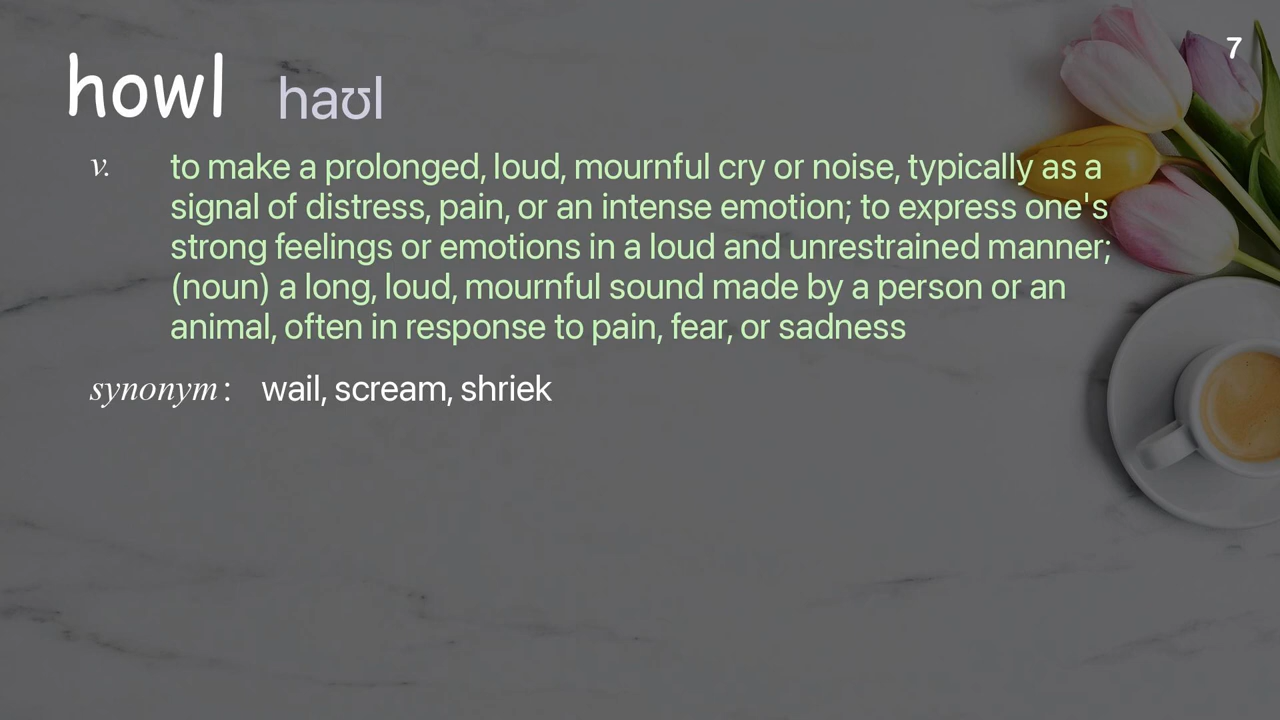 7
howl haʊl
v. to make a prolonged, loud, mournful cry or noise, typically as a
signal of distress, pain, or an intense emotion; to express one's
strong feelings or emotions in a loud and unrestrained manner;
(noun) a long, loud, mournful sound made by a person or an
animal, often in response to pain, fear, or sadness
synonym: wail, scream, shriek